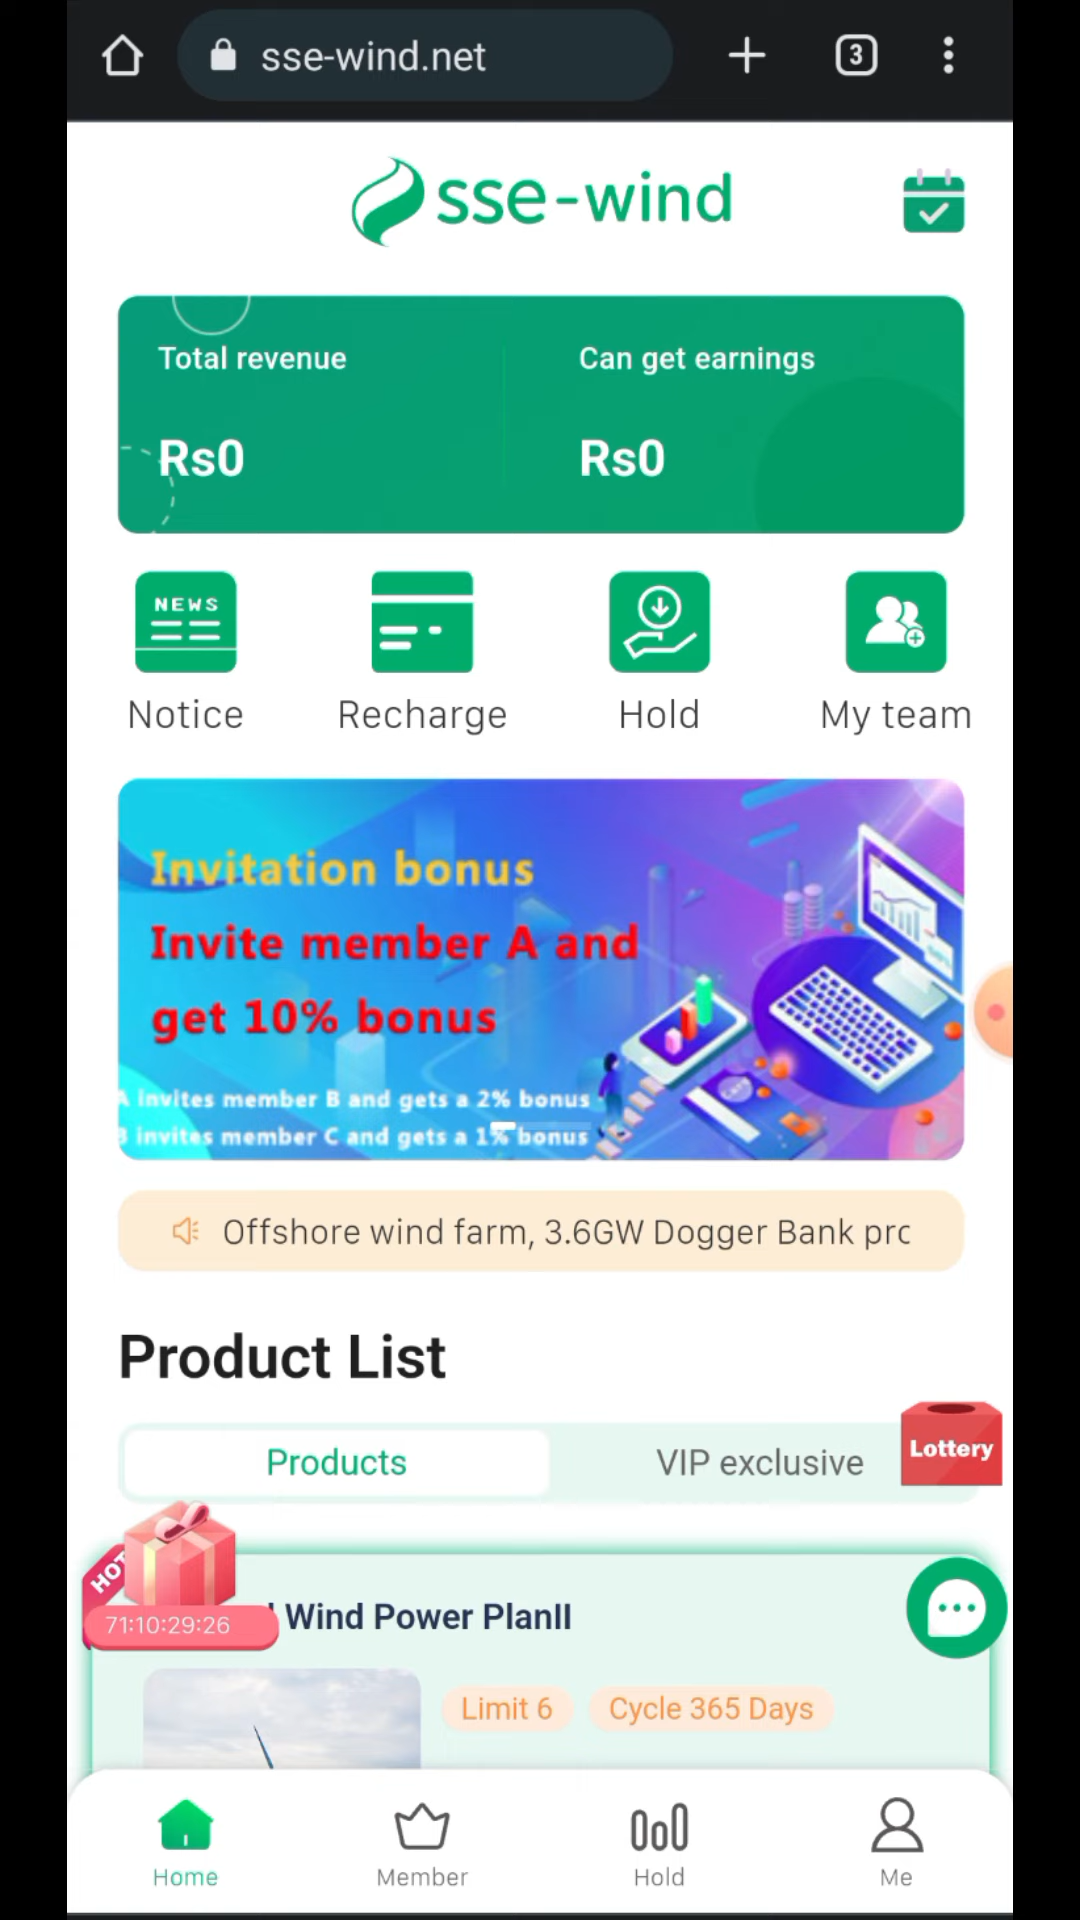 sse-wind.net
3
sse-wind
Total revenue
Can get earnings
Rs0
Rs0
NEWS
Notice
Recharge
Hold
My team
Invitation bonus
Invite member A and
get 10% bonus
A invites member B and gets a 2% bonus
B invites member C and gets a 1% bonus
Offshore wind farm, 3.6GW Dogger Bank pro
Product List
Products
VIP exclusive
Lottery
HOT
71:10:29:26
Wind Power PlanII
Limit 6
Cycle 365 Days
Home
Member
Hold
Me